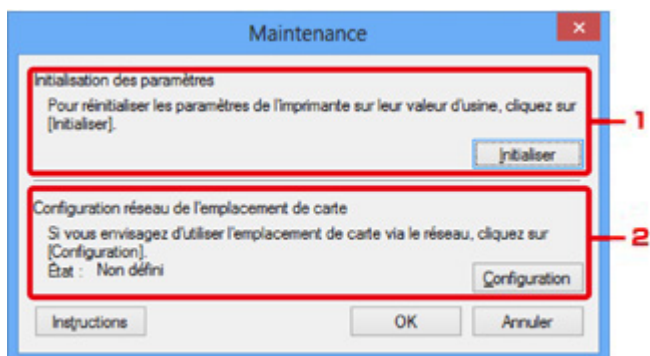 Maintenance
Initialisation des paramètres
Pour réinitialiser les paramètres de l'imprimante sur leur valeur d'usine, cliquez sur
[Initialiser].
1
Initialiser
Configuration réseau de l'emplacement de carte
Si vous envisagez d'utiliser l'emplacement de carte via le réseau, cliquez sur
[Configuration].
2
État : Non défini
Configuration
Instructions OK Annuler